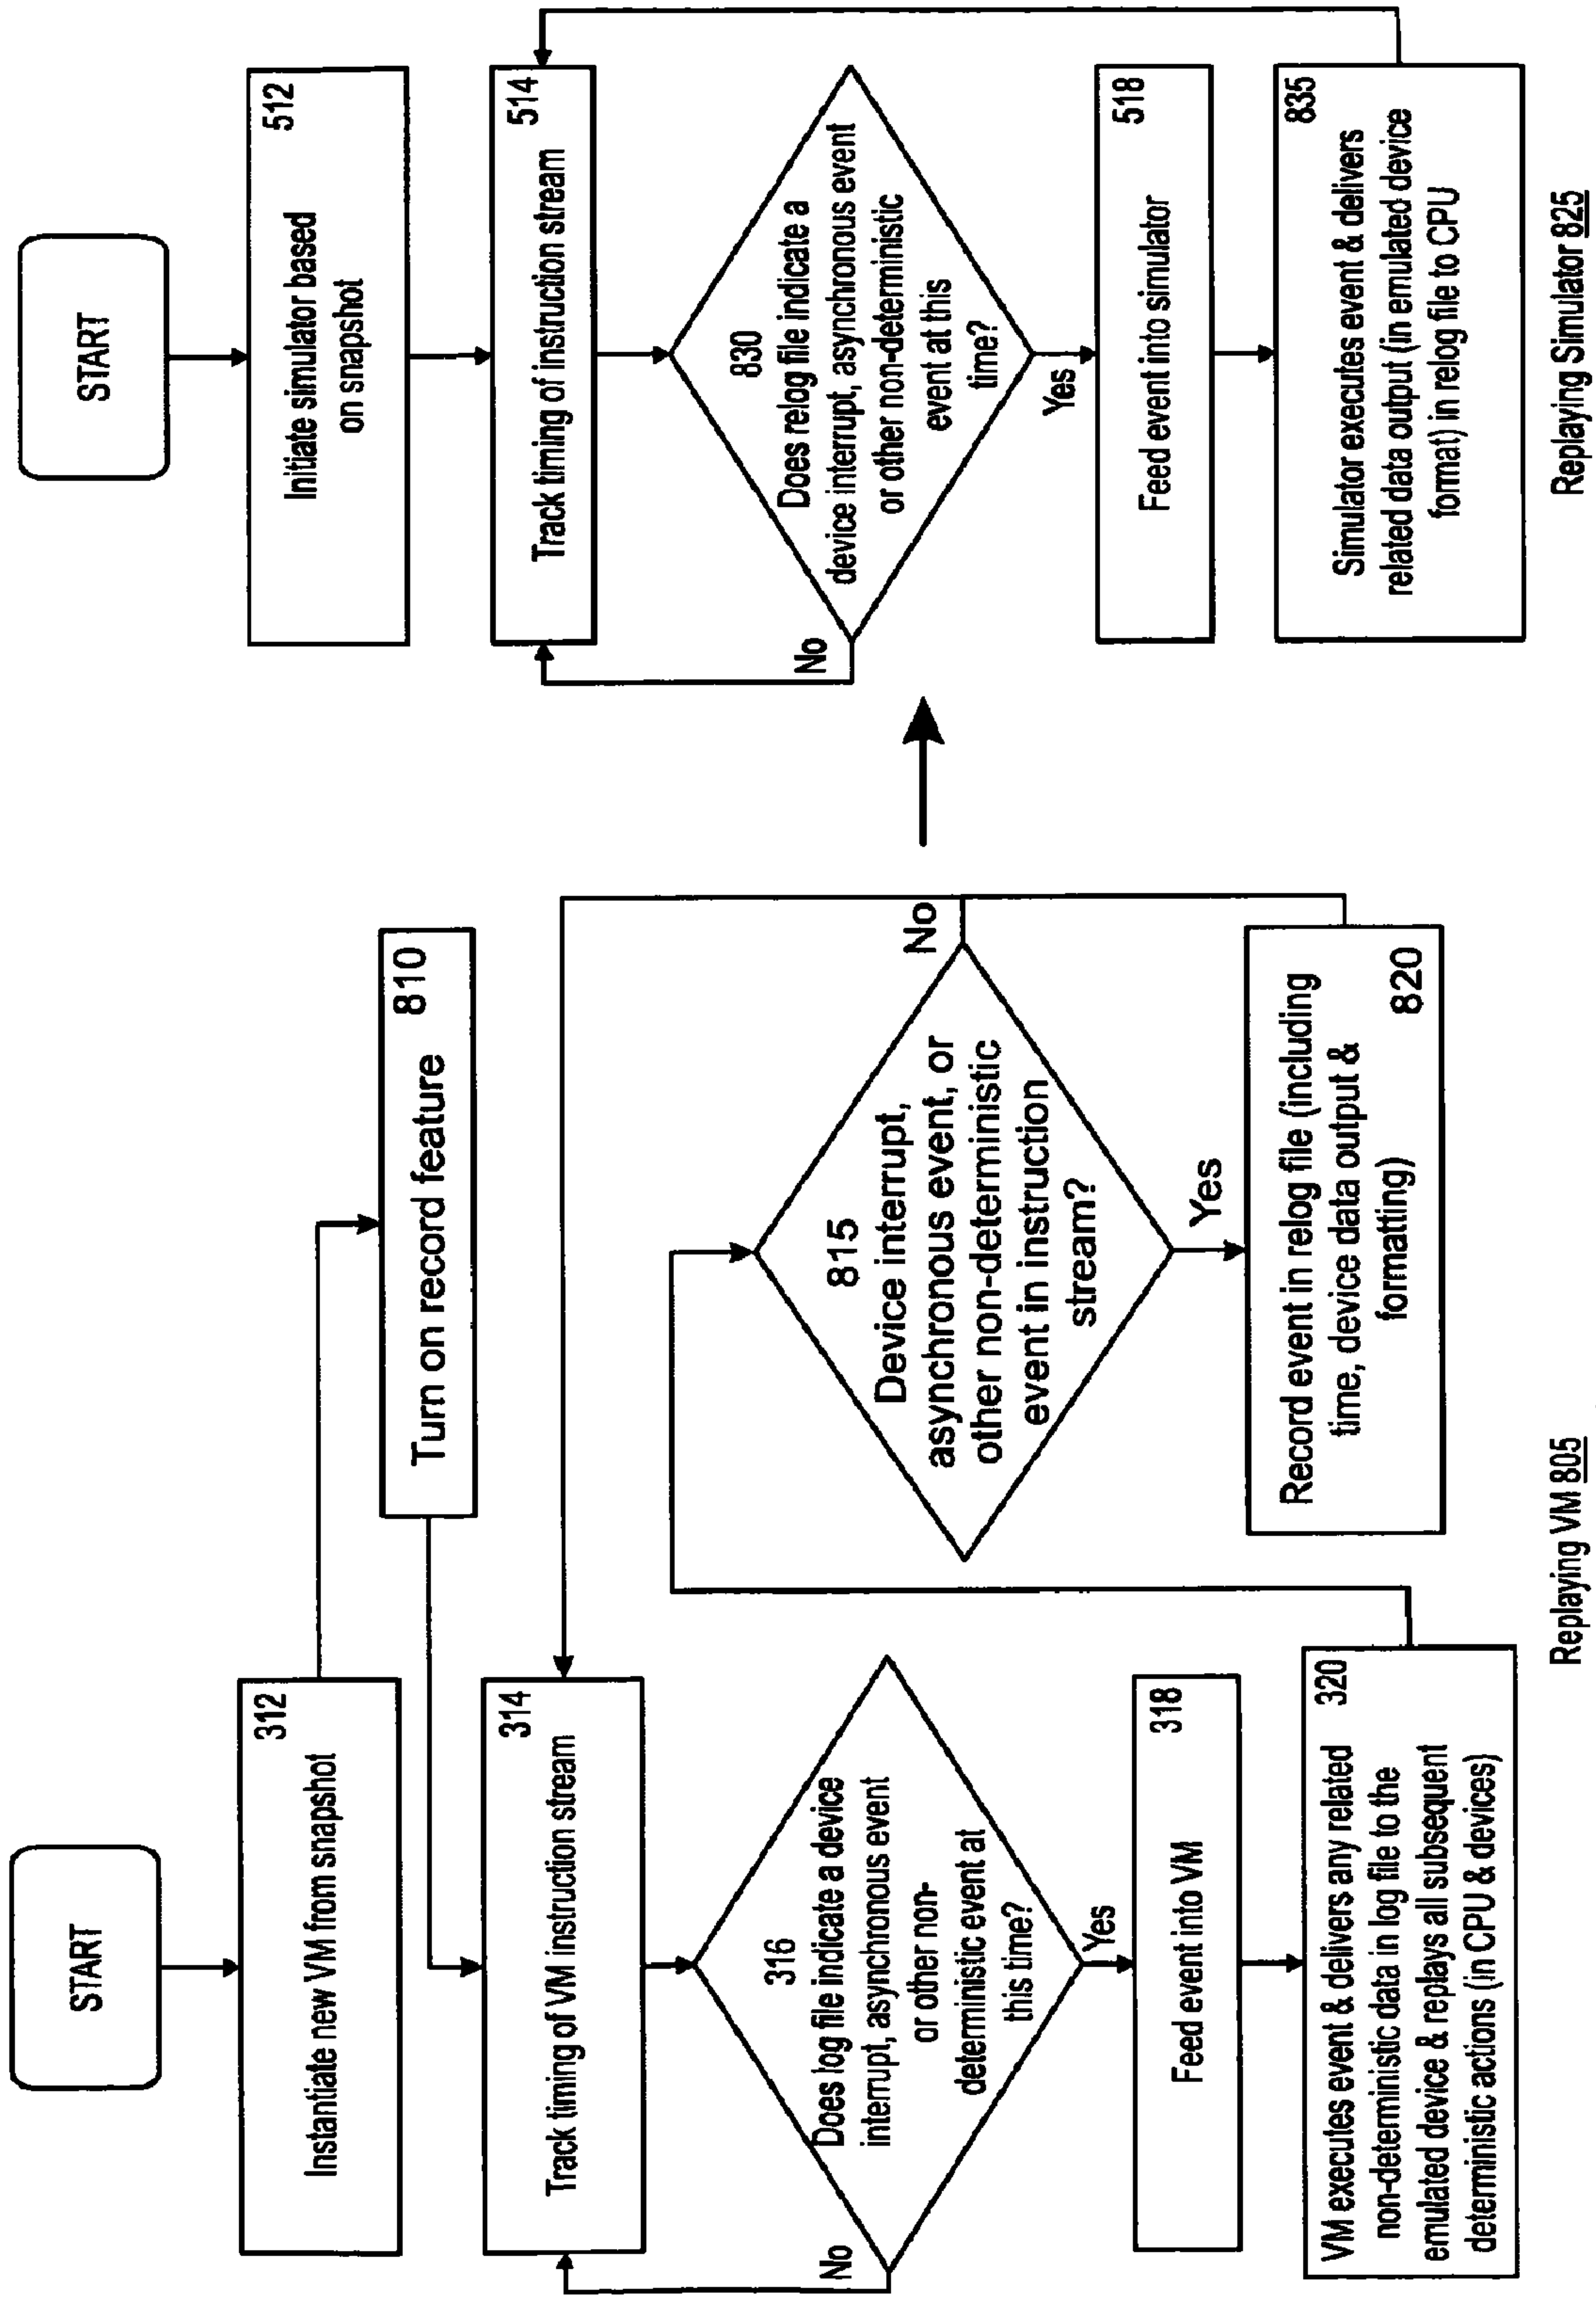 START
Instantiate new VM from snapshot
312
Turn on record feature
810
314
Track timing of VM instruction stream
316
Does log file indicate a device
interrupt, asynchronous event
or other non-
deterministic event at
this time?
No
Yes
318
Feed event into VM
320
VM executes event & delivers any related
non-deterministic data in log file to the
emulated device & replays all subsequent
deterministic actions (in CPU & devices)
815
Device interrupt,
asynchronous event, or
other non-deterministic
event in instruction
stream?
No
Yes
Record event in relog file (including
time, device data output &
formatting)
820
Replaying VM 805
START
512
Initiate simulator based
on snapshot
514
Track timing of instruction stream
830
Does relog file indicate a
device interrupt, asynchronous event
or other non-deterministic
event at this
time?
No
Yes
518
Feed event into simulator
835
Simulator executes event & delivers
related data output (in emulated device
format) in relog file to CPU
Replaying Simulator 825